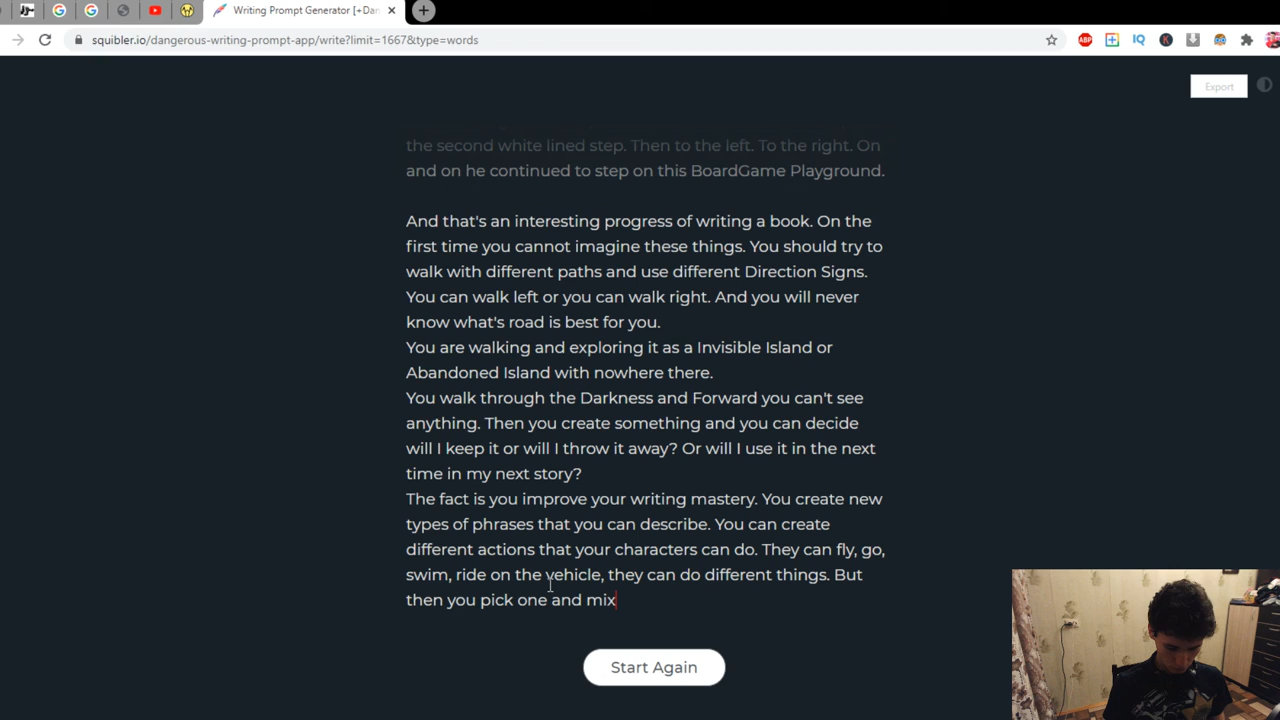 Writing Prompt Generator [+Dan
squibler.io/dangerous-writing-prompt-app/write?limit=1667&type=words
ABP
IQ
K
Export
the second white lined step. Then to the left. To the right. On
and on he continued to step on this BoardGame Playground.
And that's an interesting progress of writing a book. On the
first time you cannot imagine these things. You should try to
walk with different paths and use different Direction Signs.
You can walk left or you can walk right. And you will never
know what's road is best for you.
You are walking and exploring it as a Invisible Island or
Abandoned Island with nowhere there.
You walk through the Darkness and Forward you can't see
anything. Then you create something and you can decide
will I keep it or will I throw it away? Or will I use it in the next
time in my next story?
The fact is you improve your writing mastery. You create new
types of phrases that you can describe. You can create
different actions that your characters can do. They can fly, go,
swim, ride on the vehicle, they can do different things. But
then you pick one and mix
Start Again